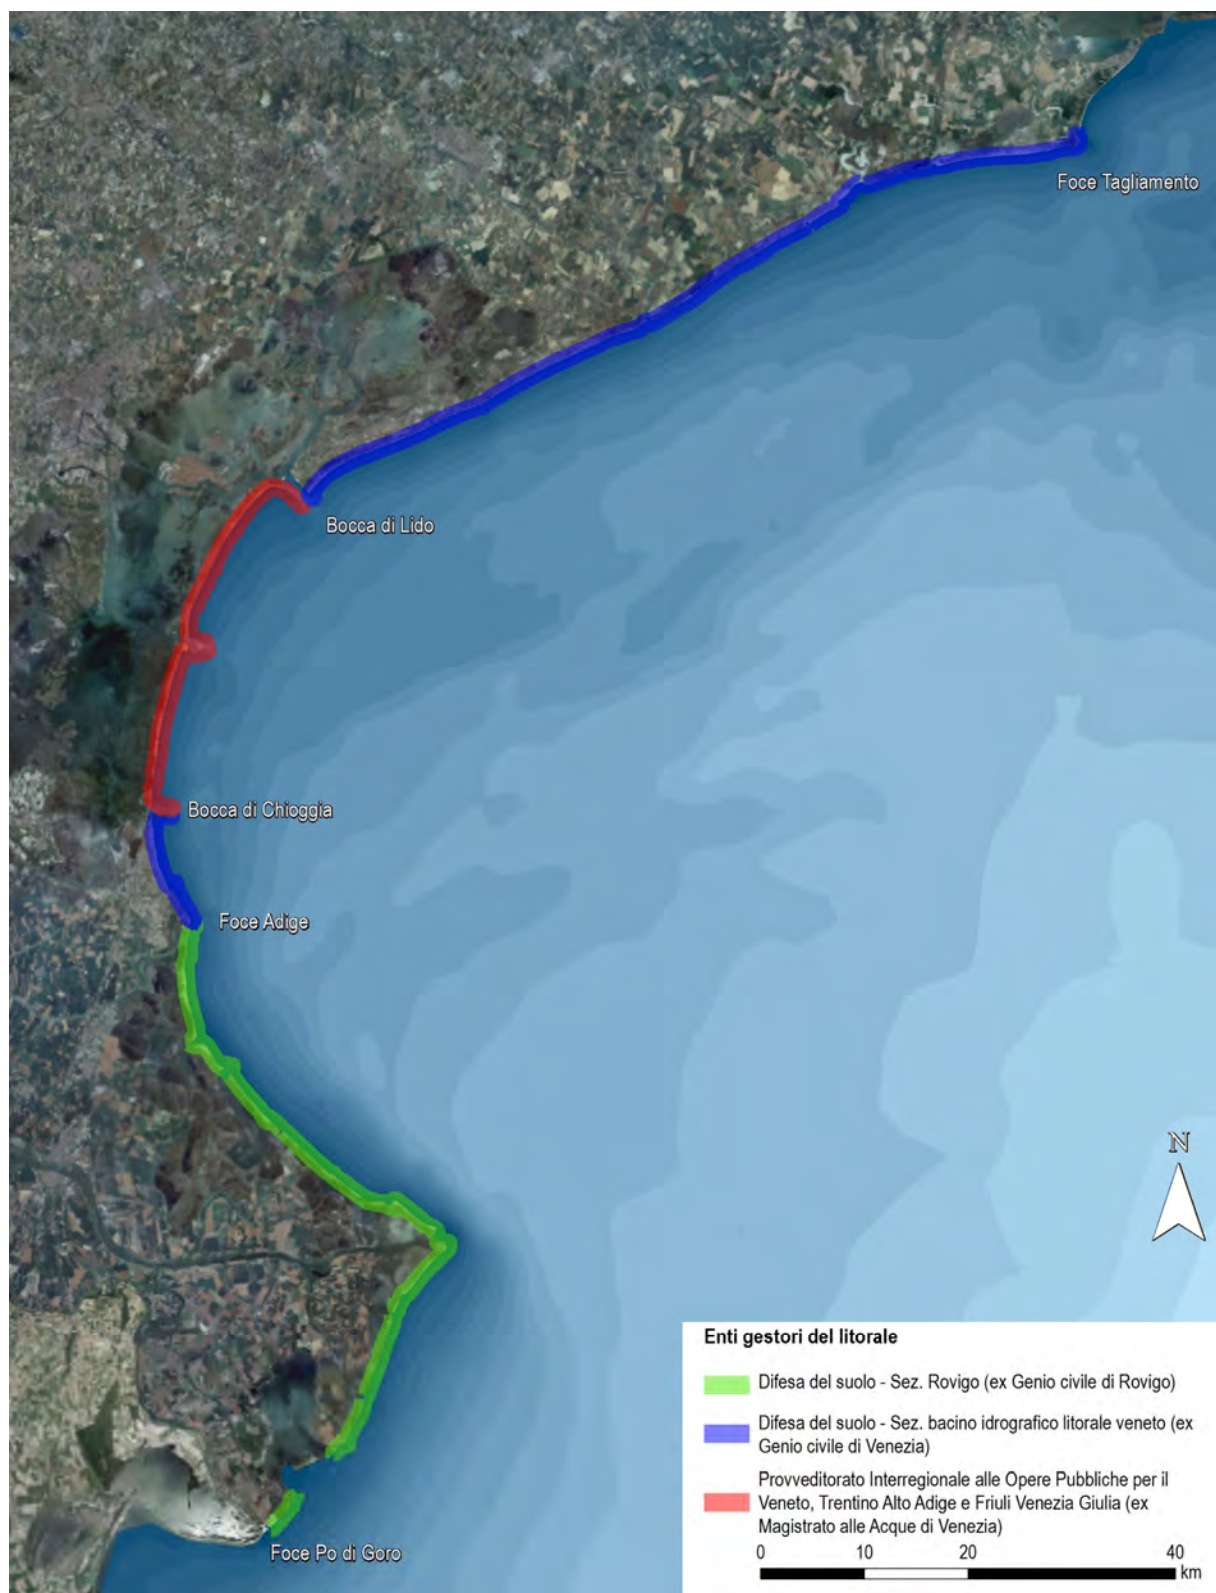 Foce Tagliamento
Bocca di Lido
Bocca di Chioggia
Foce Adige
N
Foce Po di Goro
Enti gestori del litorale
Difesa del suolo - Sez. Rovigo (ex Genio civile di Rovigo)
Difesa del suolo - Sez. bacino idrografico litorale veneto (ex
Genio civile di Venezia)
Provveditorato Interregionale alle Opere Pubbliche per il
Veneto, Trentino Alto Adige e Friuli Venezia Giulia (ex
Magistrato alle Acque di Venezia)
0 10 20 40
km